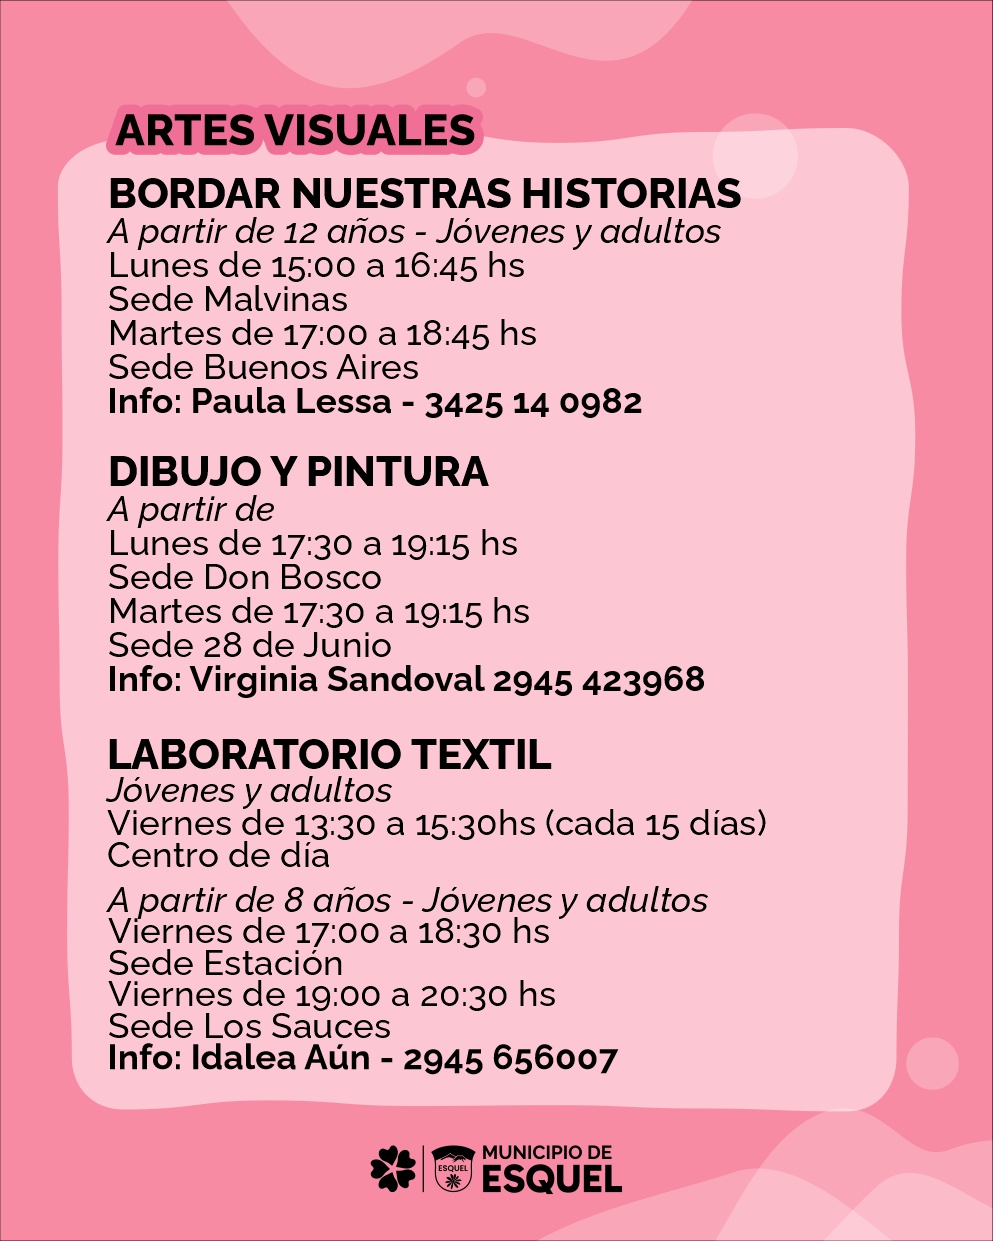 ARTES VISUALES
BORDAR NUESTRAS HISTORIAS
A partir de 12 años - Jóvenes y adultos
Lunes de 15:00 a 16:45 hs
Sede Malvinas
Martes de 17:00 a 18:45 hs
Sede Buenos Aires
Info: Paula Lessa - 3425 14 0982
DIBUJO Y PINTURA
A partir de
Lunes de 17:30 a 19:15 hs
Sede Don Bosco
Martes de 17:30 a 19:15 hs
Sede 28 de Junio
Info: Virginia Sandoval 2945 423968
LABORATORIO TEXTIL
Jóvenes y adultos
Viernes de 13:30 a 15:30hs (cada 15 días)
Centro de día
A partir de 8 años - Jóvenes y adultos
Viernes de 17:00 a 18:30 hs
Sede Estación
Viernes de 19:00 a 20:30 hs
Sede Los Sauces
Info: Idalea Aún - 2945 656007
ESQUEL
MUNICIPIO DE
ESQUEL